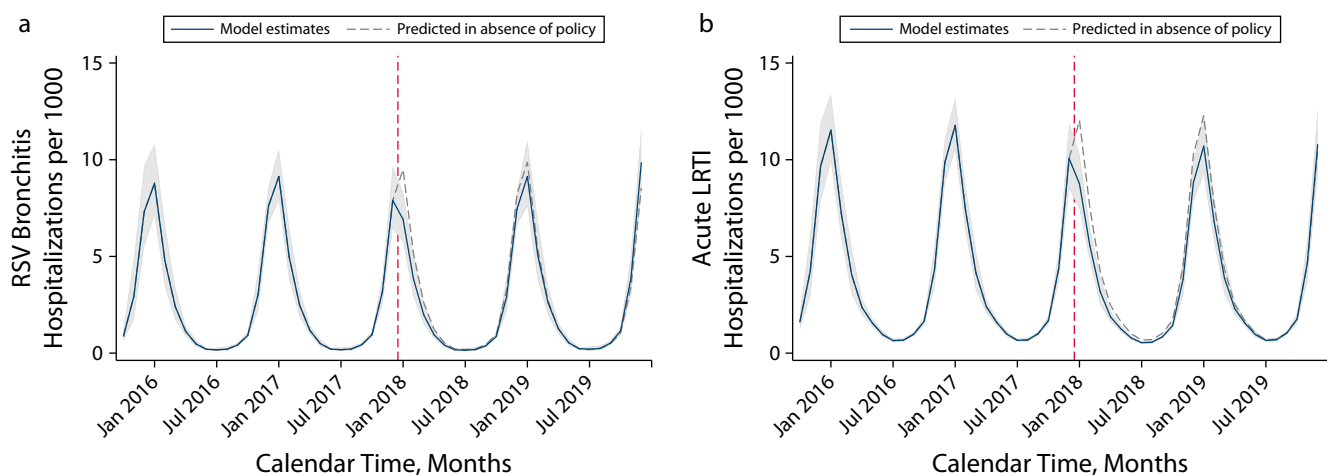 a
Model estimates
Predicted in absence of policy
RSV Bronchitis
Hospitalizations per 1000
15
10
5
0
Jan 2016
Jul 2016
Jan 2017
Jul 2017
Jan 2018
Jul 2018
Jan 2019
Jul 2019
Calendar Time, Months
b
Model estimates
Predicted in absence of policy
Acute LRTI
Hospitalizations per 1000
15
10
5
0
Jan 2016
Jul 2016
Jan 2017
Jul 2017
Jan 2018
Jul 2018
Jan 2019
Jul 2019
Calendar Time, Months